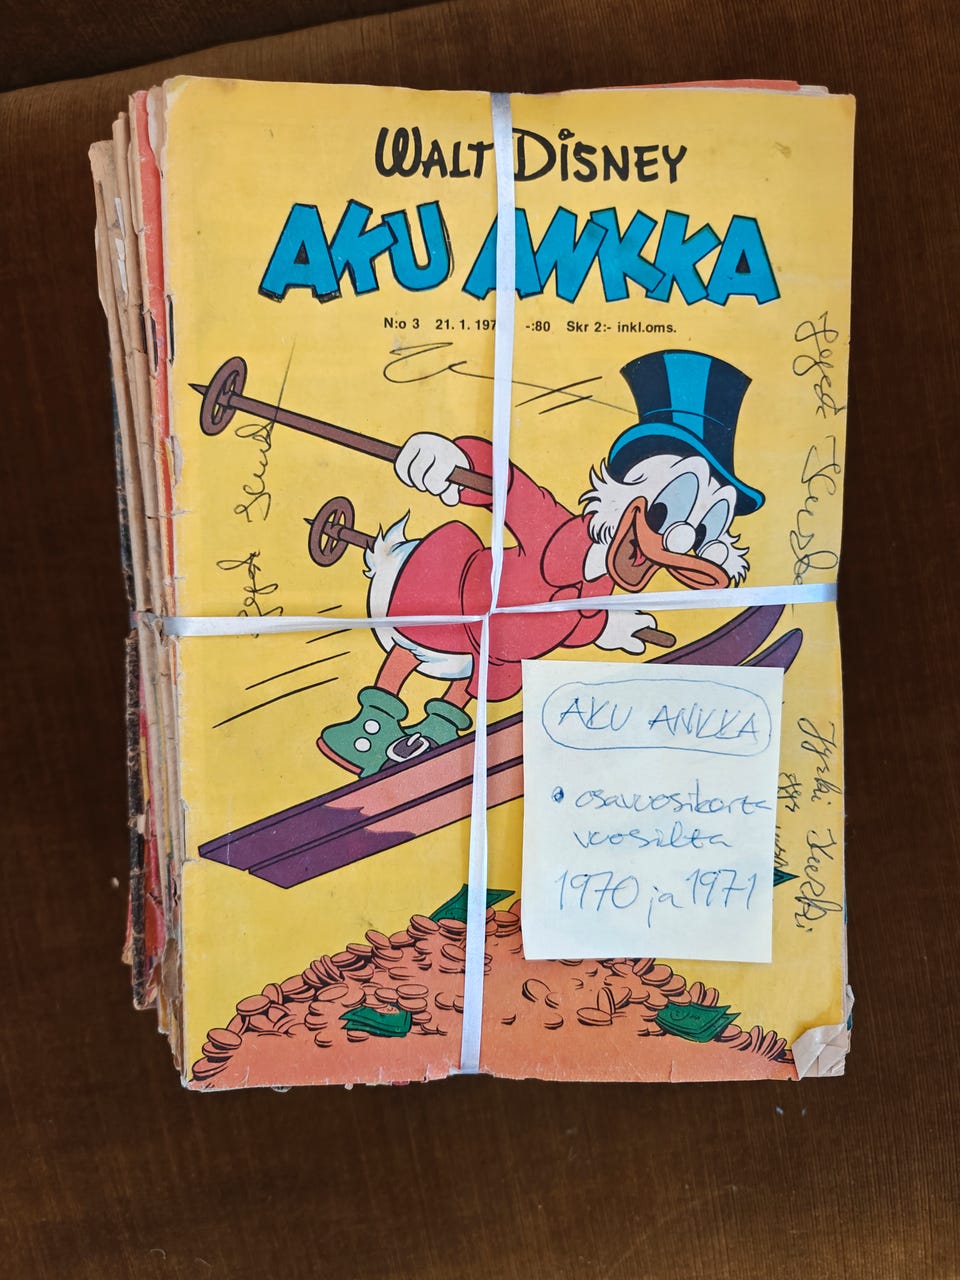 WALT DISNEY
AKU ANKKA
N:o 3 21. 1. 197 -:80 Skr 2:- inkl.oms.
AKU ANKKA
• osavuosikerta
vuosilta
1970 ja 1971
Jyrki